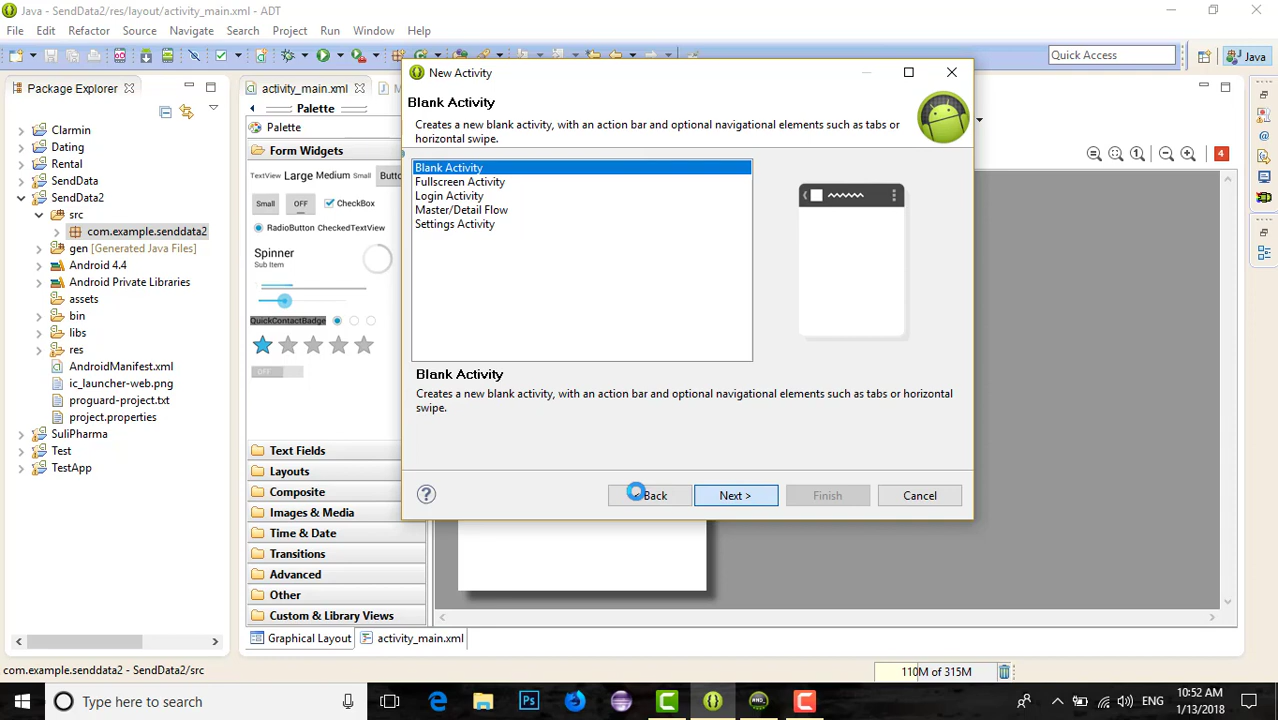 Java - SendData2/res/layout/activity_main.xml - ADT
File Edit Refactor Source Navigate Search Project Run Window Help
Quick Access
Java
Package Explorer
Clarmin
Dating
Rental
SendData
SendData2
src
com.example.senddata2
gen [Generated Java Files]
Android 4.4
Android Private Libraries
assets
bin
libs
res
AndroidManifest.xml
ic_launcher-web.png
proguard-project.txt
project.properties
SuliPharma
Test
TestApp
activity_main.xml
Palette
Palette
Form Widgets
TextView Large Medium Small
Small OFF CheckBox
RadioButton CheckedTextView
Spinner
Sub Item
QuickContactBadge
OFF
Text Fields
Layouts
Composite
Images & Media
Time & Date
Transitions
Advanced
Other
Custom & Library Views
Graphical Layout activity_main.xml
New Activity
Blank Activity
Creates a new blank activity, with an action bar and optional navigational elements such as tabs or
horizontal swipe.
Blank Activity
Fullscreen Activity
Login Activity
Master/Detail Flow
Settings Activity
Blank Activity
Creates a new blank activity, with an action bar and optional navigational elements such as tabs or horizontal
swipe.
Back Next > Finish Cancel
4
com.example.senddata2 - SendData2/src
110M of 315M
Type here to search
ENG
10:52 AM
1/13/2018